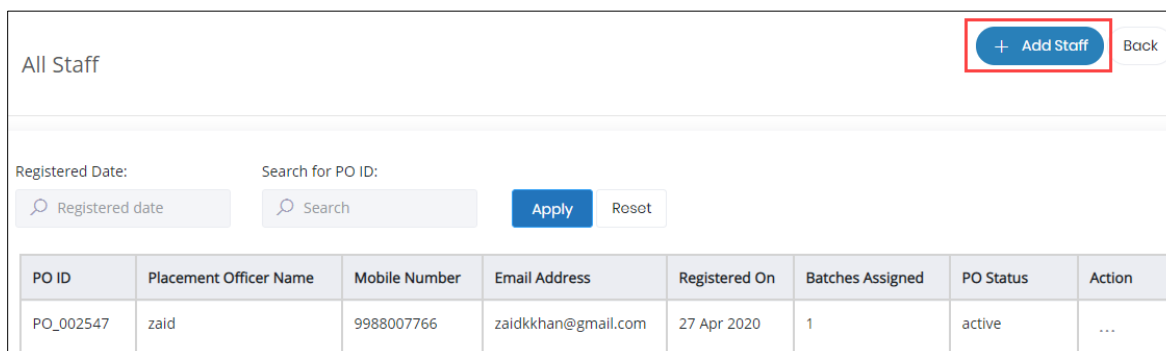 + Add Staff Back
All Staff
Registered Date: Search for PO ID:
Registered date Search Apply Reset
PO ID Placement Officer Name Mobile Number Email Address Registered On Batches Assigned PO Status Action
PO_002547 zaid 9988007766 zaidkkhan@gmail.com 27 Apr 2020 1 active ...